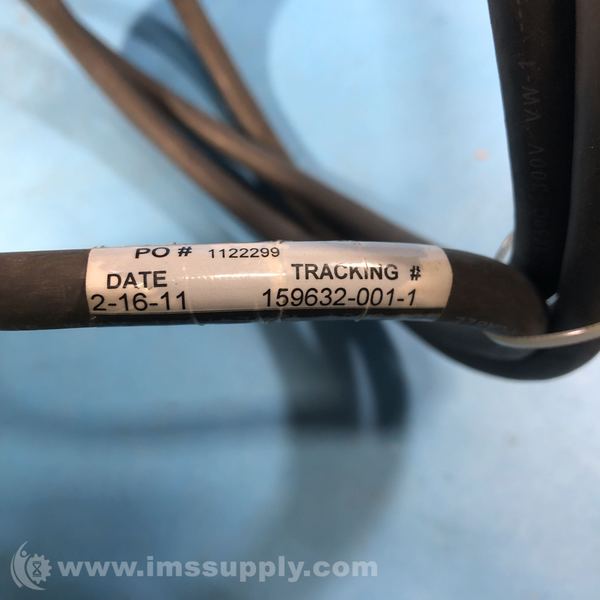 PO # 1122299
DATE TRACKING #
2-16-11 159632-001-1
www.imssupply.com